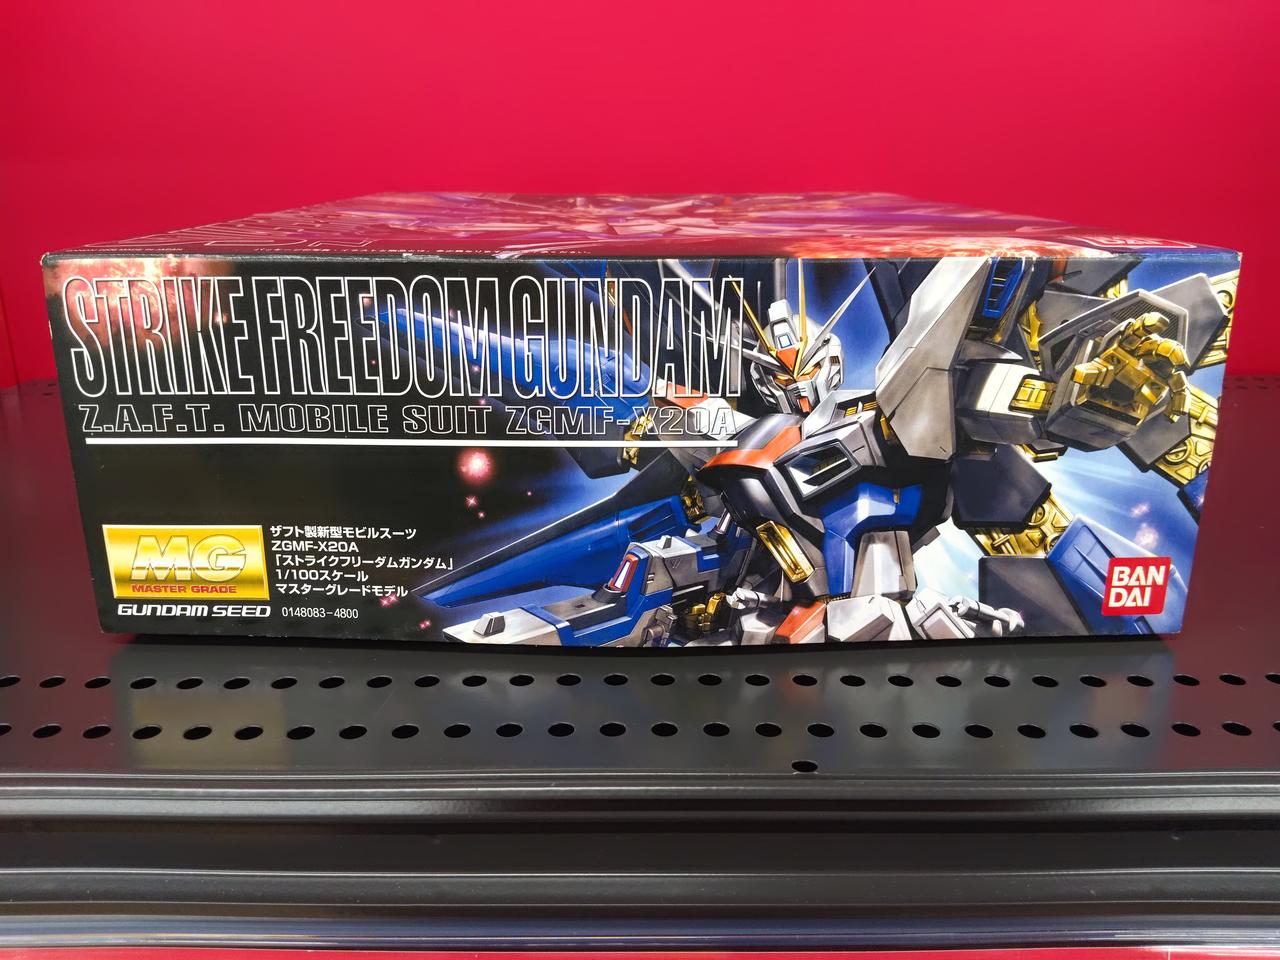 STRIKE FREEDOM GUNDAM
Z.A.F.T. MOBILE SUIT ZGMF-X20A
MG
MASTER GRADE
GUNDAM SEED
ザフト製新型モビルスーツ
ZGMF-X20A
「ストライクフリーダムガンダム」
1/100スケール
マスターグレードモデル
0148083-4800
BAN
DAI